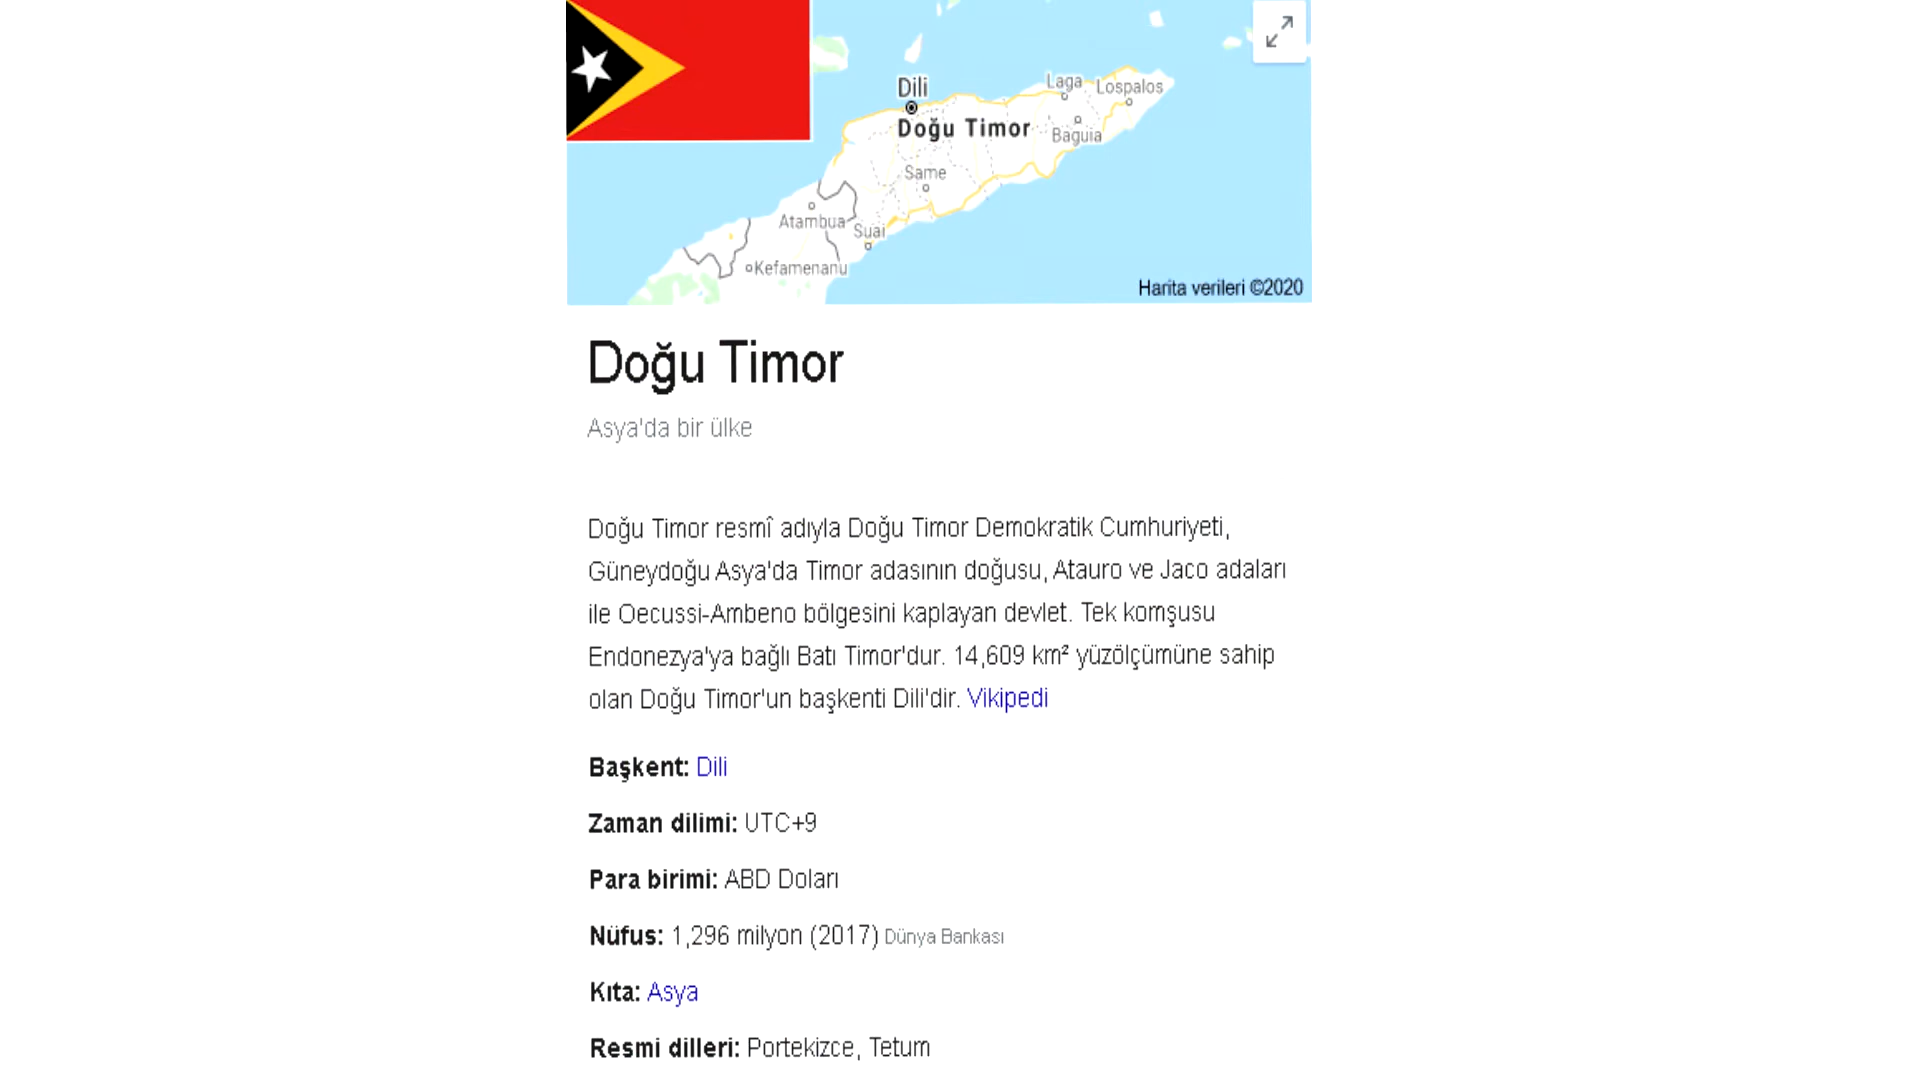 Dili
Laga
Lospalos
Doğu Timor
Baguia
Same
Atambua
Suai
Kefamenanu
Harita verileri ©2020
Doğu Timor
Asya'da bir ülke
Doğu Timor resmî adıyla Doğu Timor Demokratik Cumhuriyeti,
Güneydoğu Asya'da Timor adasının doğusu, Atauro ve Jaco adaları
ile Oecussi-Ambeno bölgesini kaplayan devlet. Tek komşusu
Endonezya'ya bağlı Batı Timor'dur. 14,609 km² yüzölçümüne sahip
olan Doğu Timor'un başkenti Dili'dir. Vikipedi
Başkent: Dili
Zaman dilimi: UTC+9
Para birimi: ABD Doları
Nüfus: 1,296 milyon (2017) Dünya Bankası
Kıta: Asya
Resmi dilleri: Portekizce, Tetum